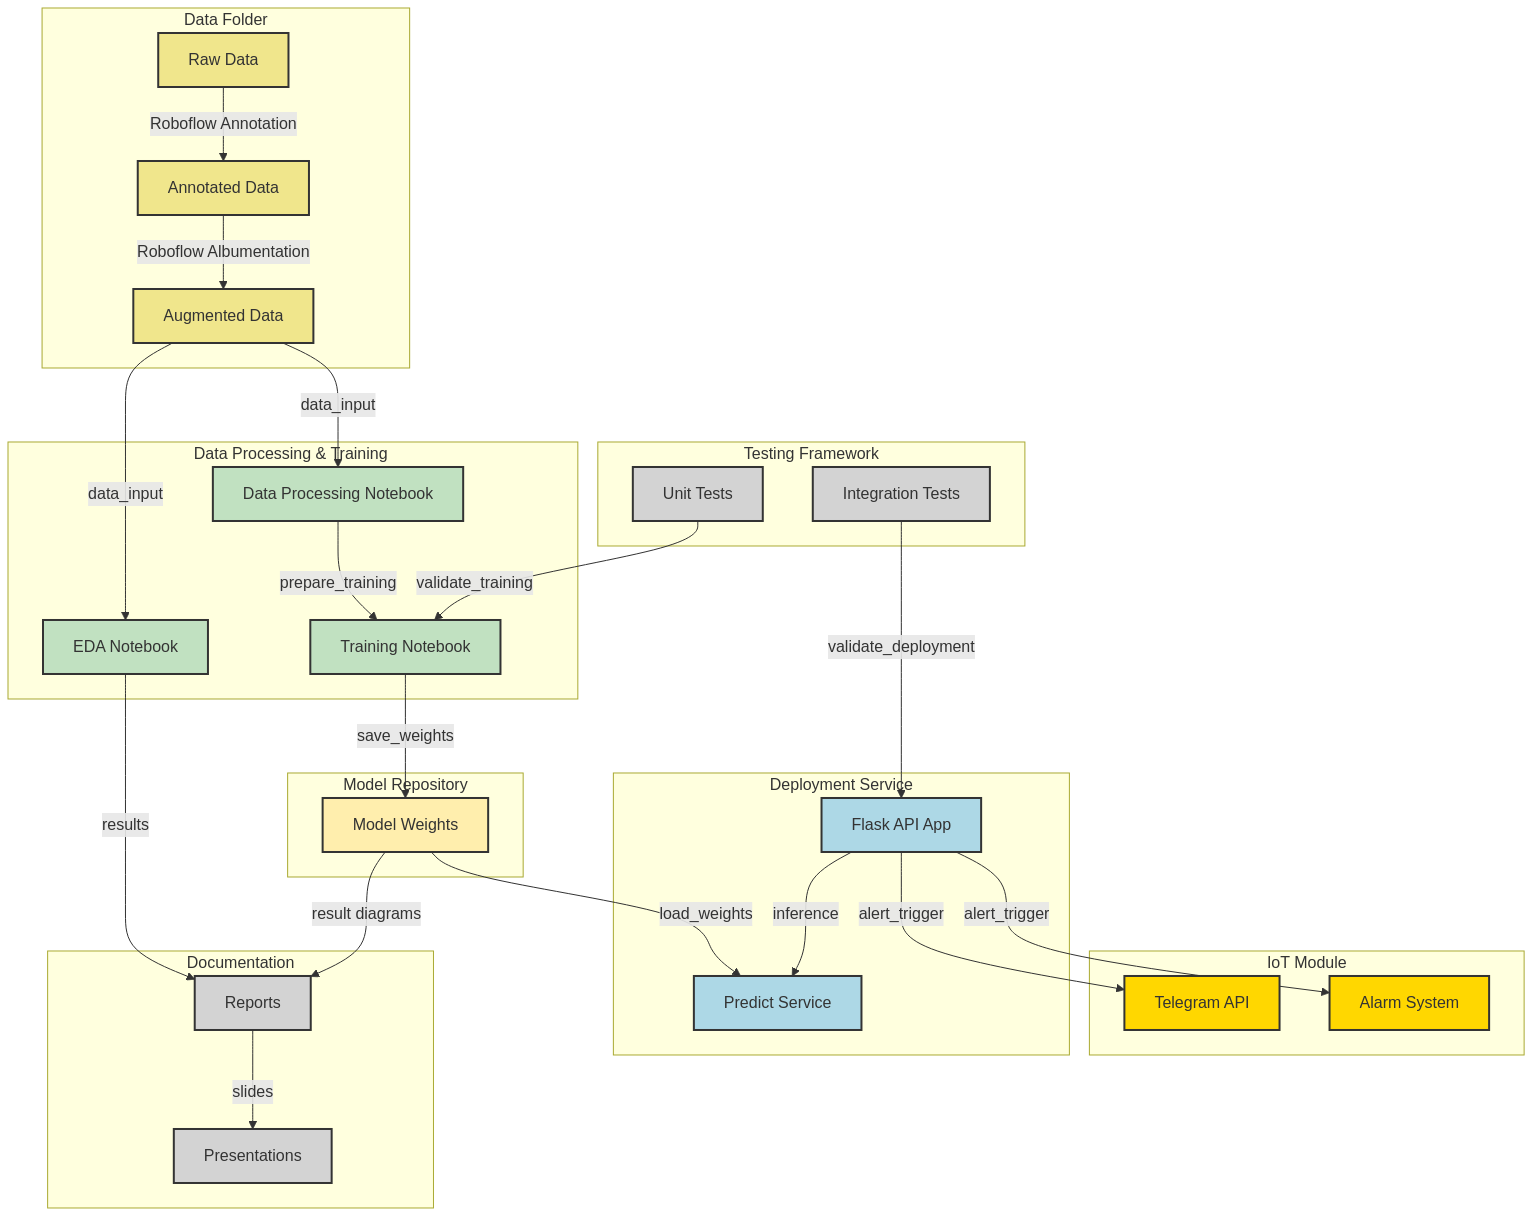 Data Folder
Raw Data
Roboflow Annotation
Annotated Data
Roboflow Albumentation
Augmented Data
data_input
Data Processing & Training
Testing Framework
data_input
Data Processing Notebook
Unit Tests
Integration Tests
prepare_training
validate_training
EDA Notebook
Training Notebook
validate_deployment
save_weights
Model Repository
Deployment Service
results
Model Weights
Flask API App
result diagrams
load_weights
inference
alert_trigger
alert_trigger
Documentation
IoT Module
Reports
Predict Service
Telegram API
Alarm System
slides
Presentations